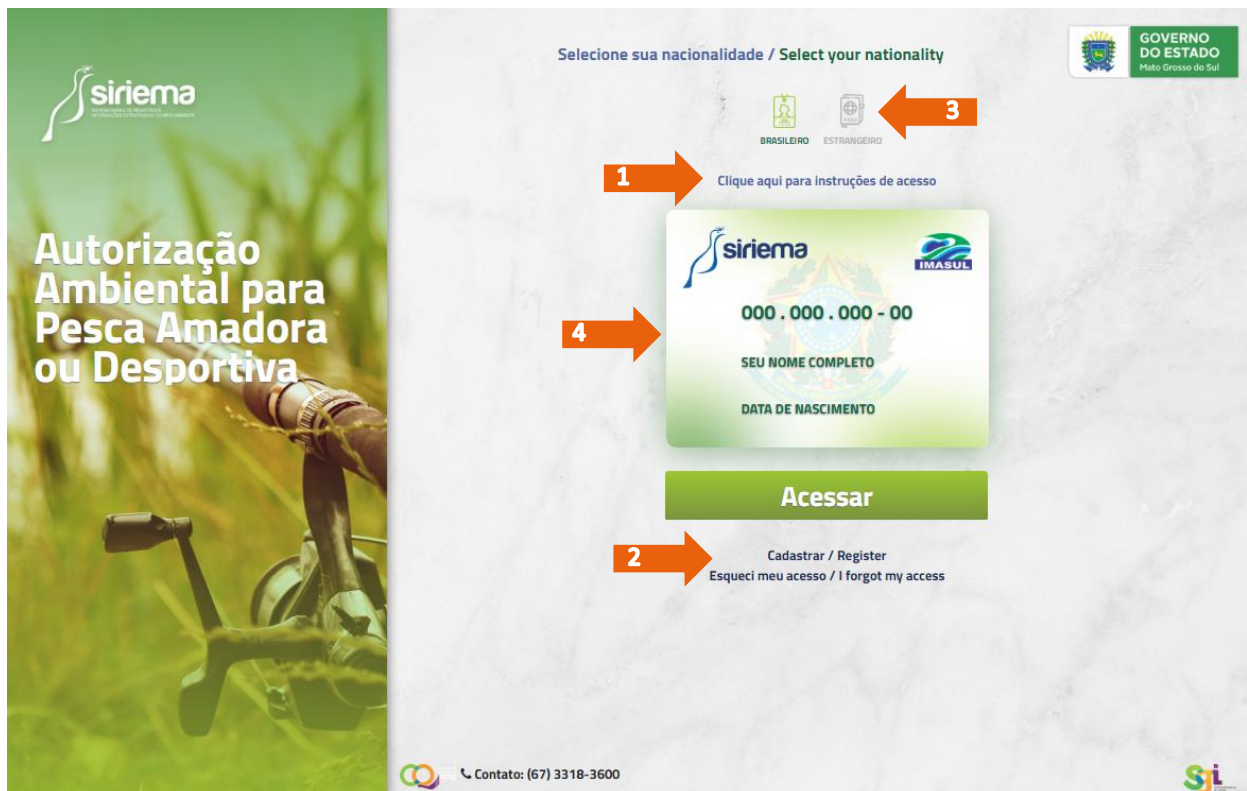 siriema
Autorização
Ambiental para
Pesca Amadora
ou Desportiva
Selecione sua nacionalidade / Select your nationality
GOVERNO
DO ESTADO
Mato Grosso do Sul
3
BRASILEIRO ESTRANGEIRO
1
Clique aqui para instruções de acesso
siriema
IMASUL
000 . 000 . 000 - 00
4
SEU NOME COMPLETO
DATA DE NASCIMENTO
Acessar
2
Cadastrar / Register
Esqueci meu acesso / I forgot my access
Contato: (67) 3318-3600
Sgi